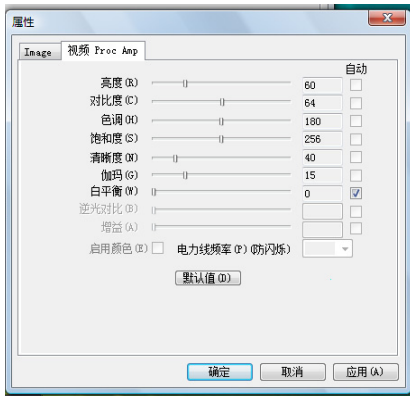 属性
Image 视频 Proc Amp
自动
亮度(R) 60
对比度(C) 64
色调(H) 180
饱和度(S) 256
清晰度(N) 40
伽玛(G) 15
白平衡(W) 0
逆光对比(B)
增益(A)
启用颜色(E) 电力线频率(P)(防闪烁)
默认值(D)
确定 取消 应用(A)